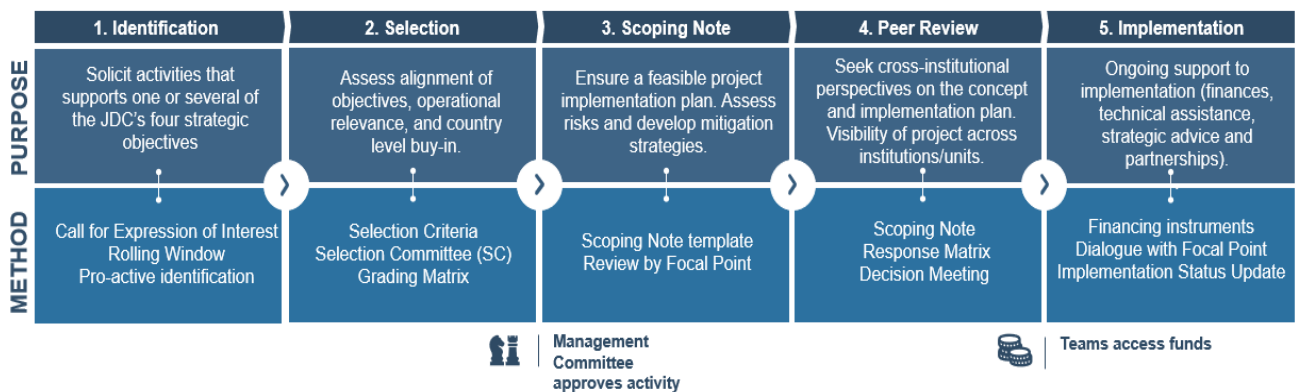 1. Identification
2. Selection
3. Scoping Note
4. Peer Review
5. Implementation
PURPOSE
Solicit activities that
supports one or several of
the JDC's four strategic
objectives
Assess alignment of
objectives, operational
relevance, and country
level buy-in.
Ensure a feasible project
implementation plan. Assess
risks and develop mitigation
strategies.
Seek cross-institutional
perspectives on the concept
and implementation plan.
Visibility of project across
institutions/units.
Ongoing support to
implementation (finances,
technical assistance,
strategic advice and
partnerships).
METHOD
Call for Expression of Interest
Rolling Window
Pro-active identification
Selection Criteria
Selection Committee (SC)
Grading Matrix
Scoping Note template
Review by Focal Point
Scoping Note
Response Matrix
Decision Meeting
Financing instruments
Dialogue with Focal Point
Implementation Status Update
Management
Committee
approves activity
Teams access funds